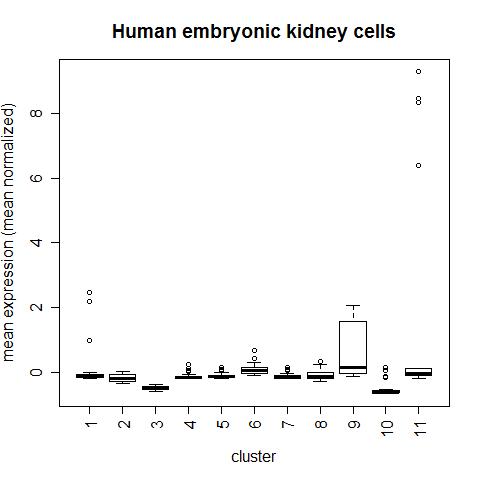 Human embryonic kidney cells
mean expression (mean normalized)
8
6
4
2
0
1 2 3 4 5 6 7 8 9 10 11
cluster